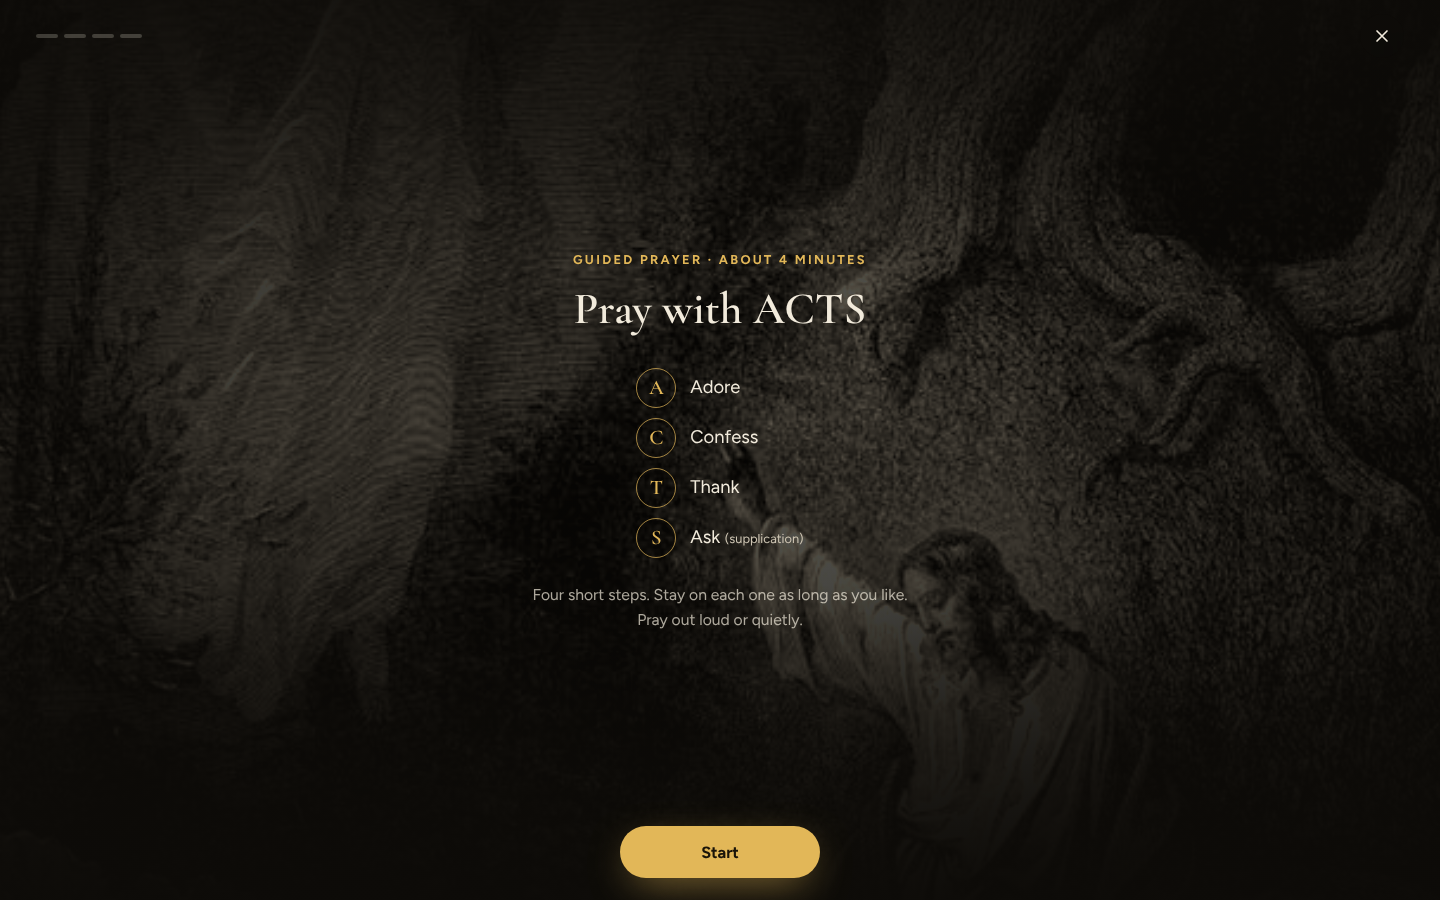 GUIDED PRAYER · ABOUT 4 MINUTES
Pray with ACTS
A Adore
C Confess
T Thank
S Ask (supplication)
Four short steps. Stay on each one as long as you like.
Pray out loud or quietly.
Start